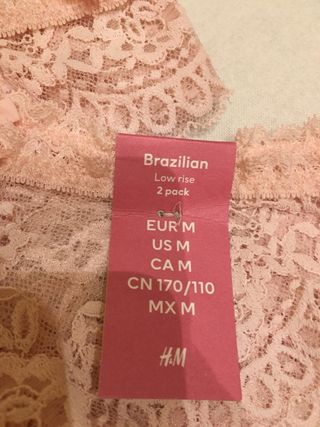 Brazilian
Low rise
2 pack
EUR M
US M
CA M
CN 170/110
MX M
H&M